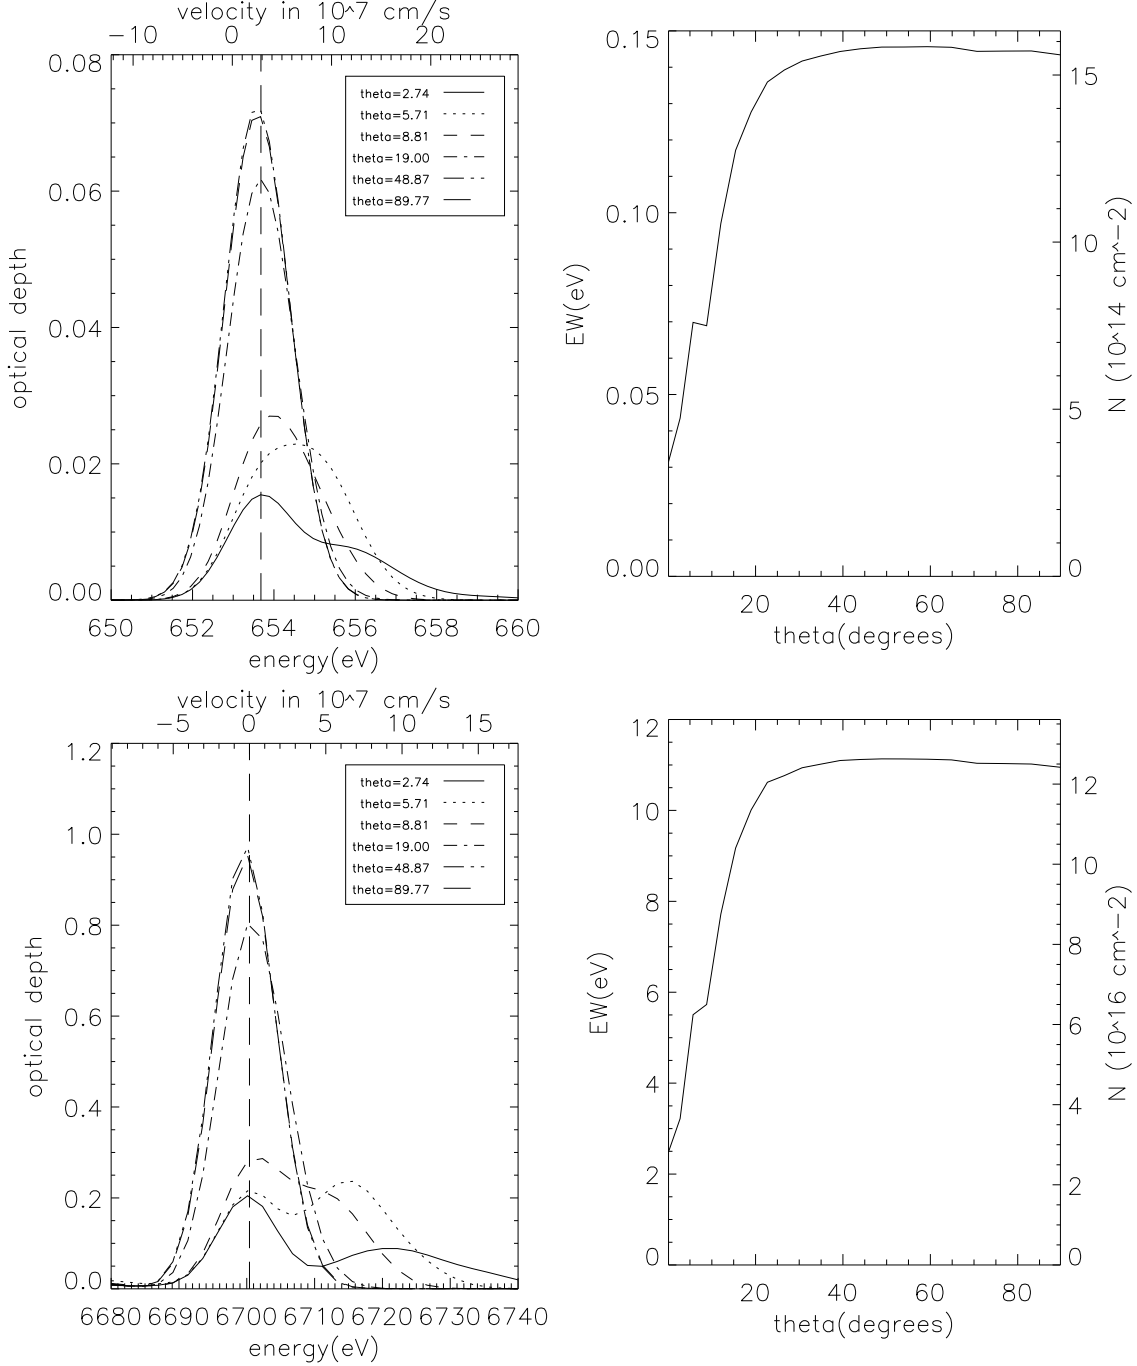 velocity in 10^7 cm/s
−10 0 10 20
0.08
0.06
0.04
0.02
0.00
optical depth
theta=2.74
theta=5.71
theta=8.81
theta=19.00
theta=48.87
theta=89.77
650 652 654 656 658 660
energy(eV)
0.15
0.10
0.05
0.00
EW(eV)
15
10
5
0
N (10^14 cm^−2)
20 40 60 80
theta(degrees)
velocity in 10^7 cm/s
−5 0 5 10 15
1.2
1.0
0.8
0.6
0.4
0.2
0.0
optical depth
theta=2.74
theta=5.71
theta=8.81
theta=19.00
theta=48.87
theta=89.77
6680 6690 6700 6710 6720 6730 6740
energy(eV)
12
10
8
6
4
2
0
EW(eV)
12
10
8
6
4
2
0
N (10^16 cm^−2)
20 40 60 80
theta(degrees)